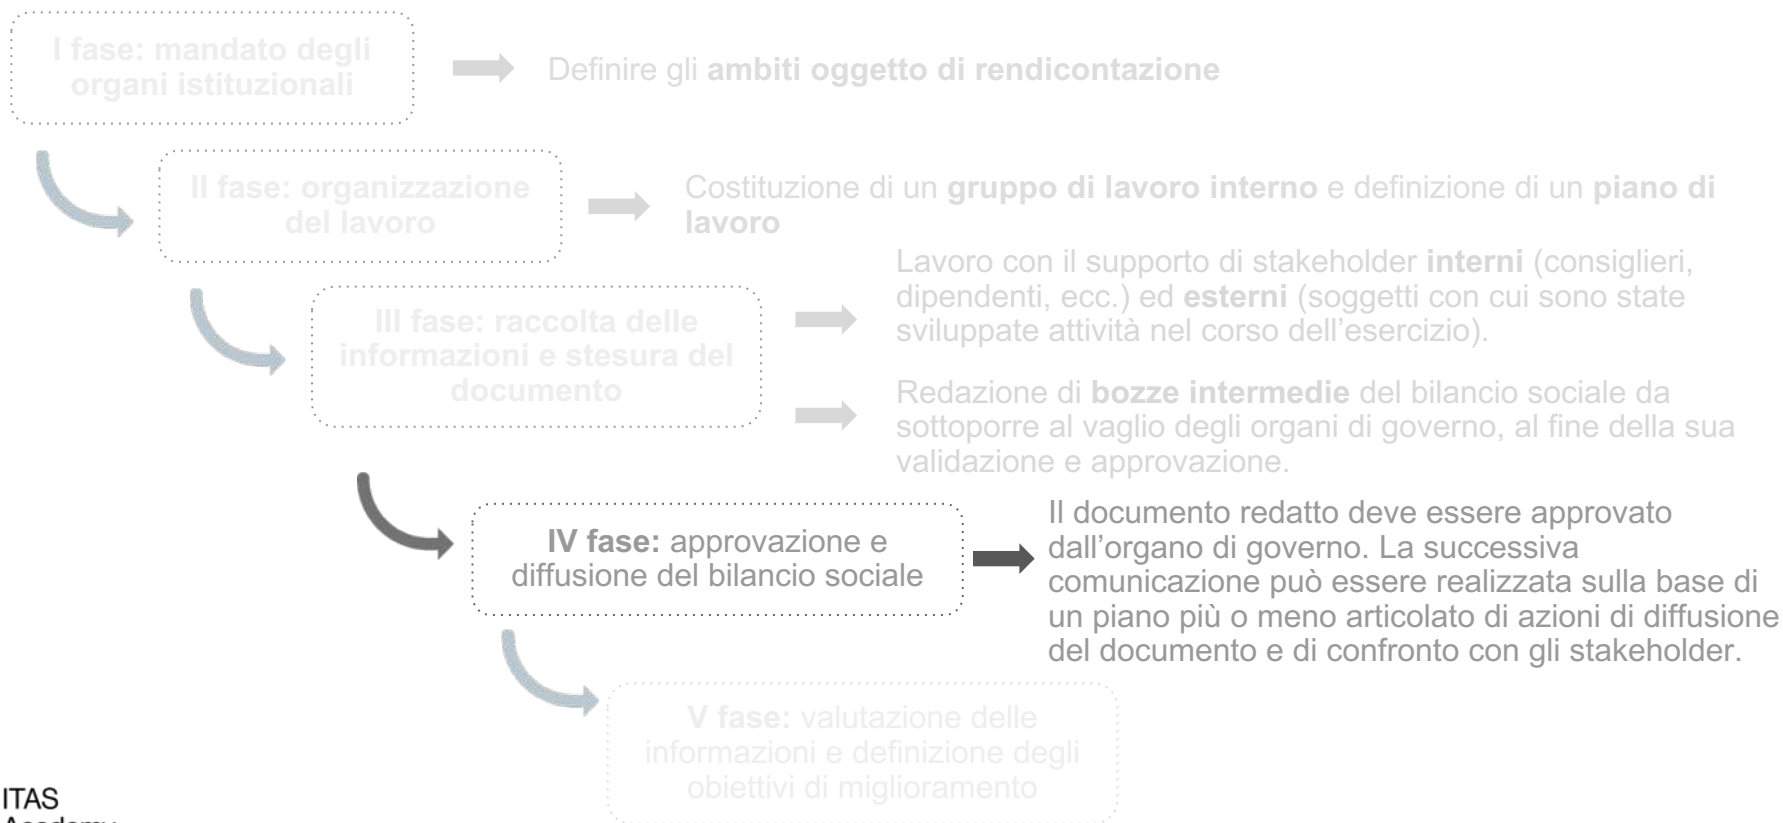 I fase: mandato degli
organi istituzionali
Definire gli ambiti oggetto di rendicontazione
II fase: organizzazione
del lavoro
Costituzione di un gruppo di lavoro interno e definizione di un piano di
lavoro
III fase: raccolta delle
informazioni e stesura del
documento
Lavoro con il supporto di stakeholder interni (consiglieri,
dipendenti, ecc.) ed esterni (soggetti con cui sono state
sviluppate attività nel corso dell'esercizio).
Redazione di bozze intermedie del bilancio sociale da
sottoporre al vaglio degli organi di governo, al fine della sua
validazione e approvazione.
IV fase: approvazione e
diffusione del bilancio sociale
Il documento redatto deve essere approvato
dall'organo di governo. La successiva
comunicazione può essere realizzata sulla base di
un piano più o meno articolato di azioni di diffusione
del documento e di confronto con gli stakeholder.
V fase: valutazione delle
informazioni e definizione degli
obiettivi di miglioramento
ITAS
Academy